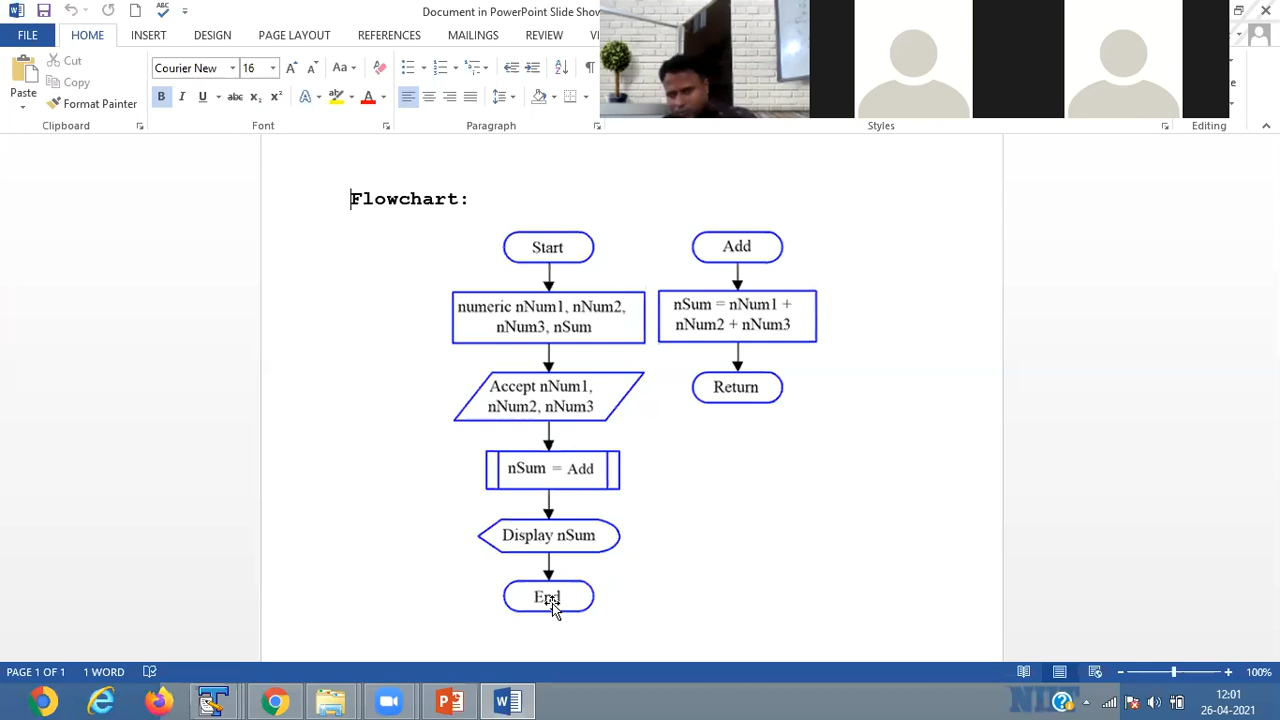 Document in PowerPoint Slide Show
FILE HOME INSERT DESIGN PAGE LAYOUT REFERENCES MAILINGS REVIEW
Paste
Cut
Copy
Format Painter
Courier New 16
Clipboard Font Paragraph Styles Editing
Flowchart:
Start
numeric nNum1, nNum2,
nNum3, nSum
Accept nNum1,
nNum2, nNum3
nSum = Add
Display nSum
End
Add
nSum = nNum1 +
nNum2 + nNum3
Return
PAGE 1 OF 1 1 WORD 100%
12:01
26-04-2021